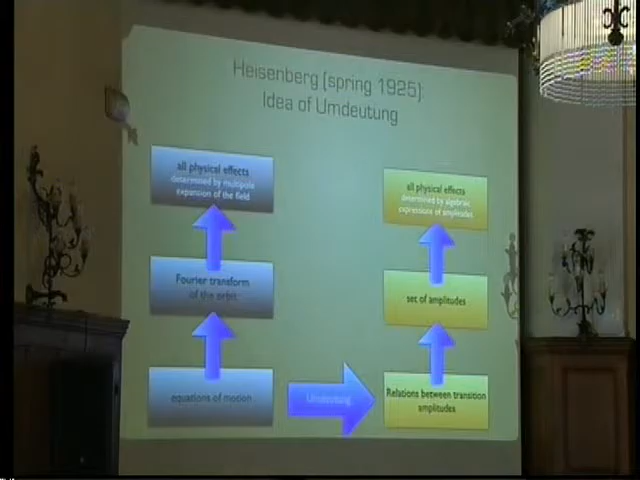 Heisenberg (spring 1925):
Idea of Umdeutung
all physical effects
determined by multipole
expansion of the field
Fourier transform
of the orbit
equations of motion
Umdeutung
all physical effects
determined by algebraic
expressions of amplitudes
set of amplitudes
Relations between transition
amplitudes